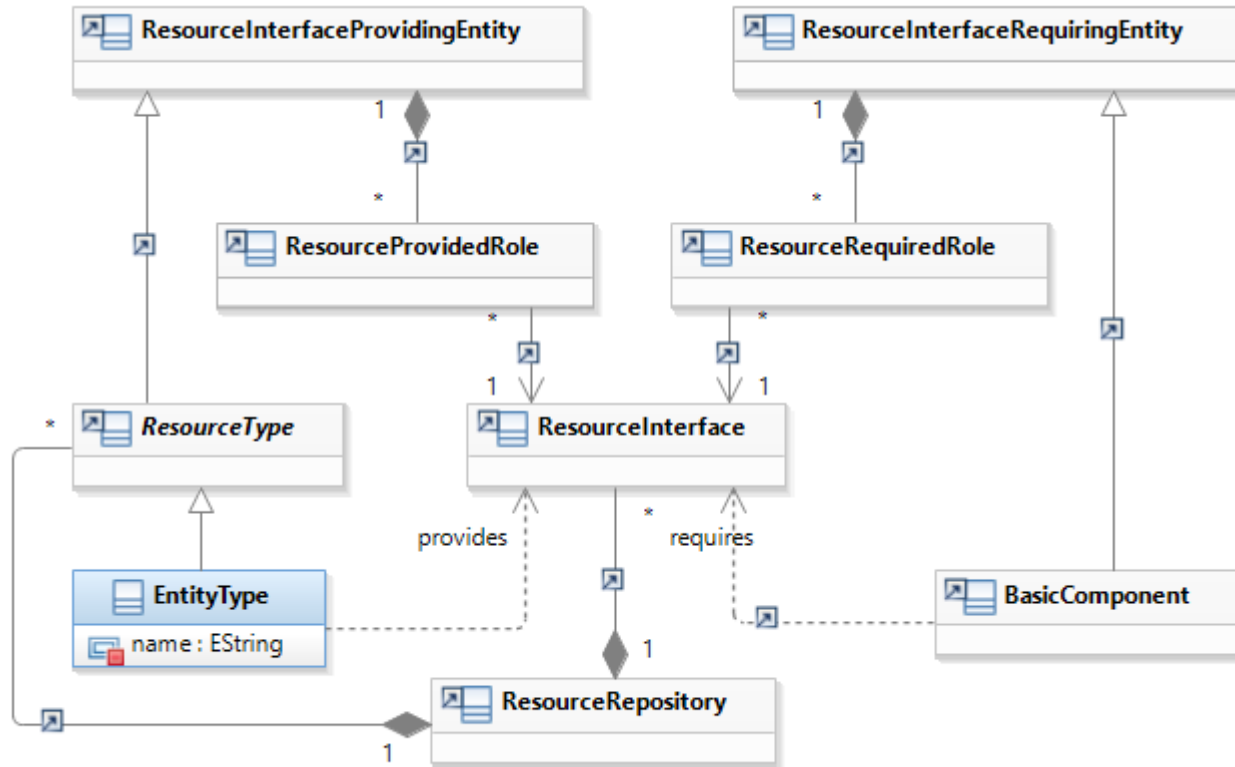 ResourceInterfaceProvidingEntity
ResourceInterfaceRequiringEntity
1
1
*
*
ResourceProvidedRole
ResourceRequiredRole
*
*
1
1
*
ResourceType
ResourceInterface
*
provides
requires
EntityType
name : EString
BasicComponent
1
ResourceRepository
1